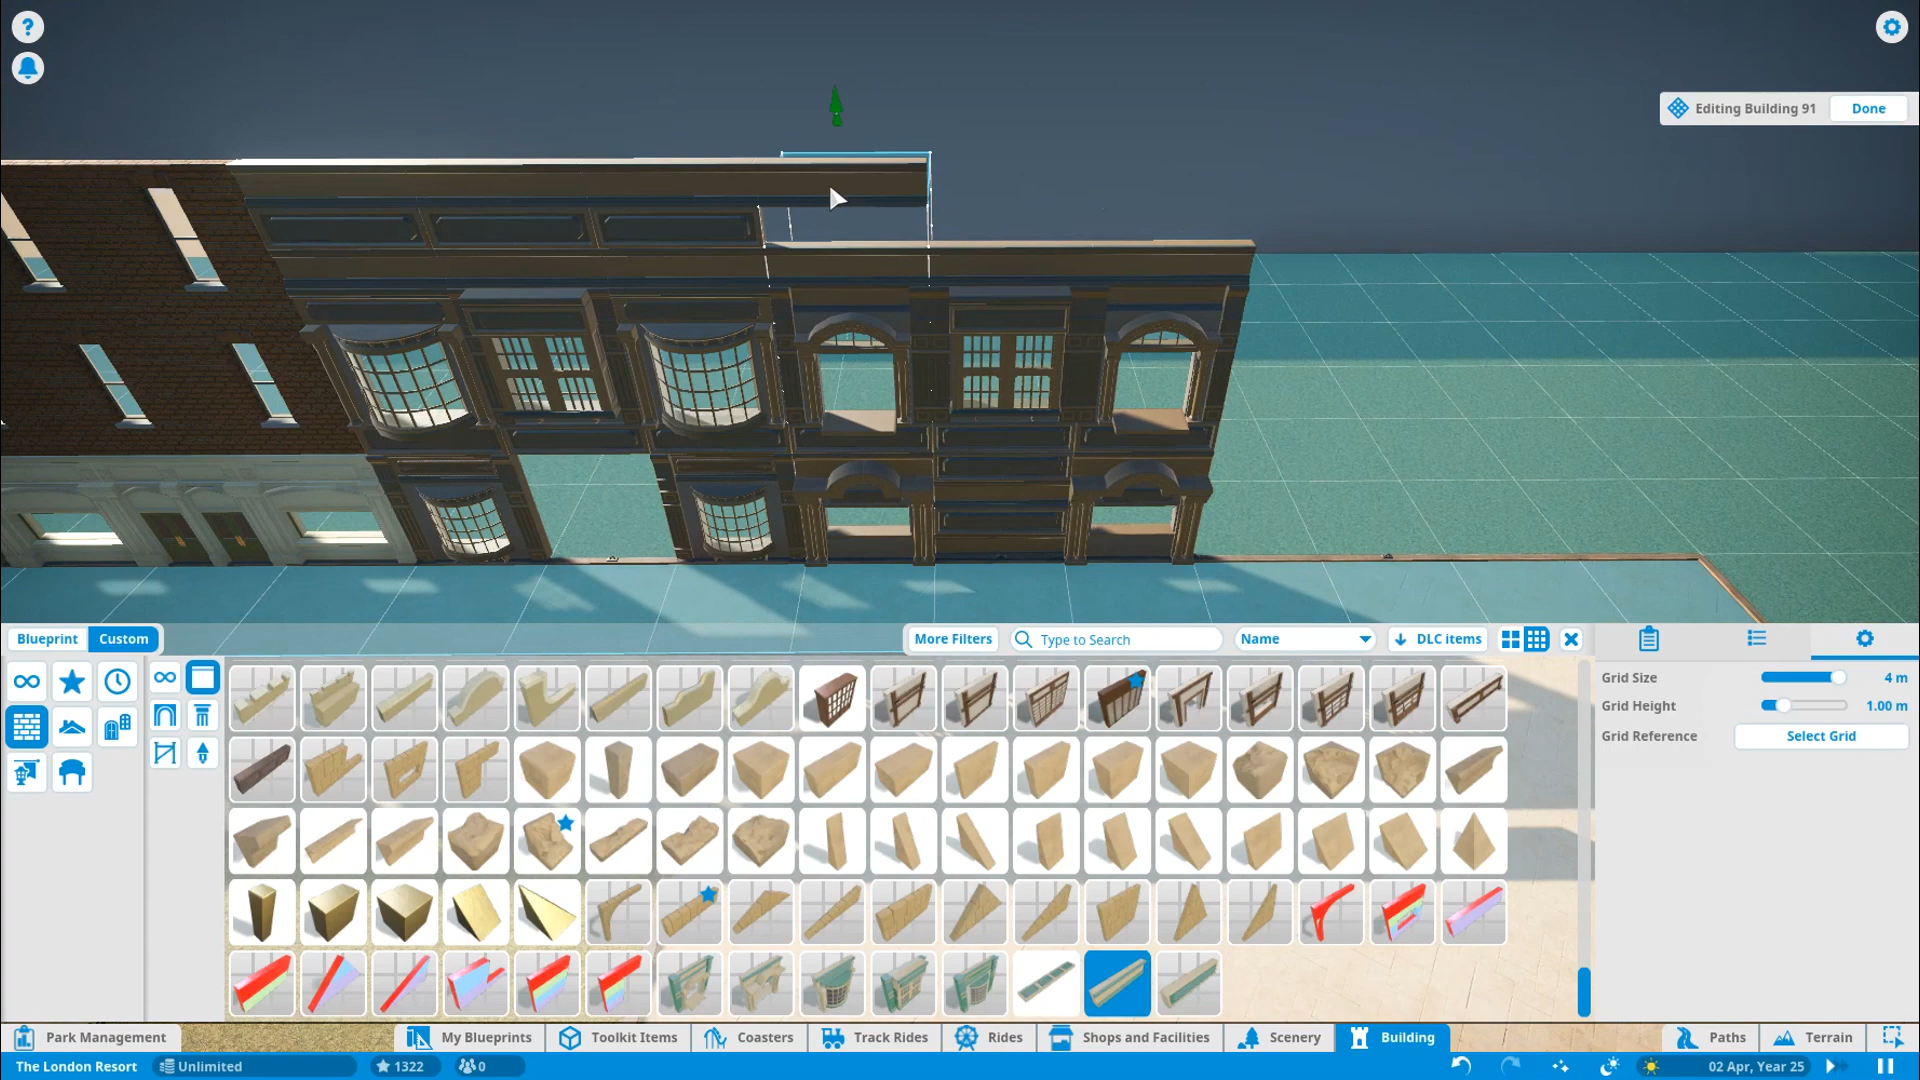 ?
Editing Building 91 Done
Blueprint Custom
More Filters Type to Search Name DLC items
Grid Size 4 m
Grid Height 1.00 m
Grid Reference Select Grid
Park Management My Blueprints Toolkit Items Coasters Track Rides Rides Shops and Facilities Scenery Building Paths Terrain
The London Resort Unlimited 1322 0 02 Apr, Year 25